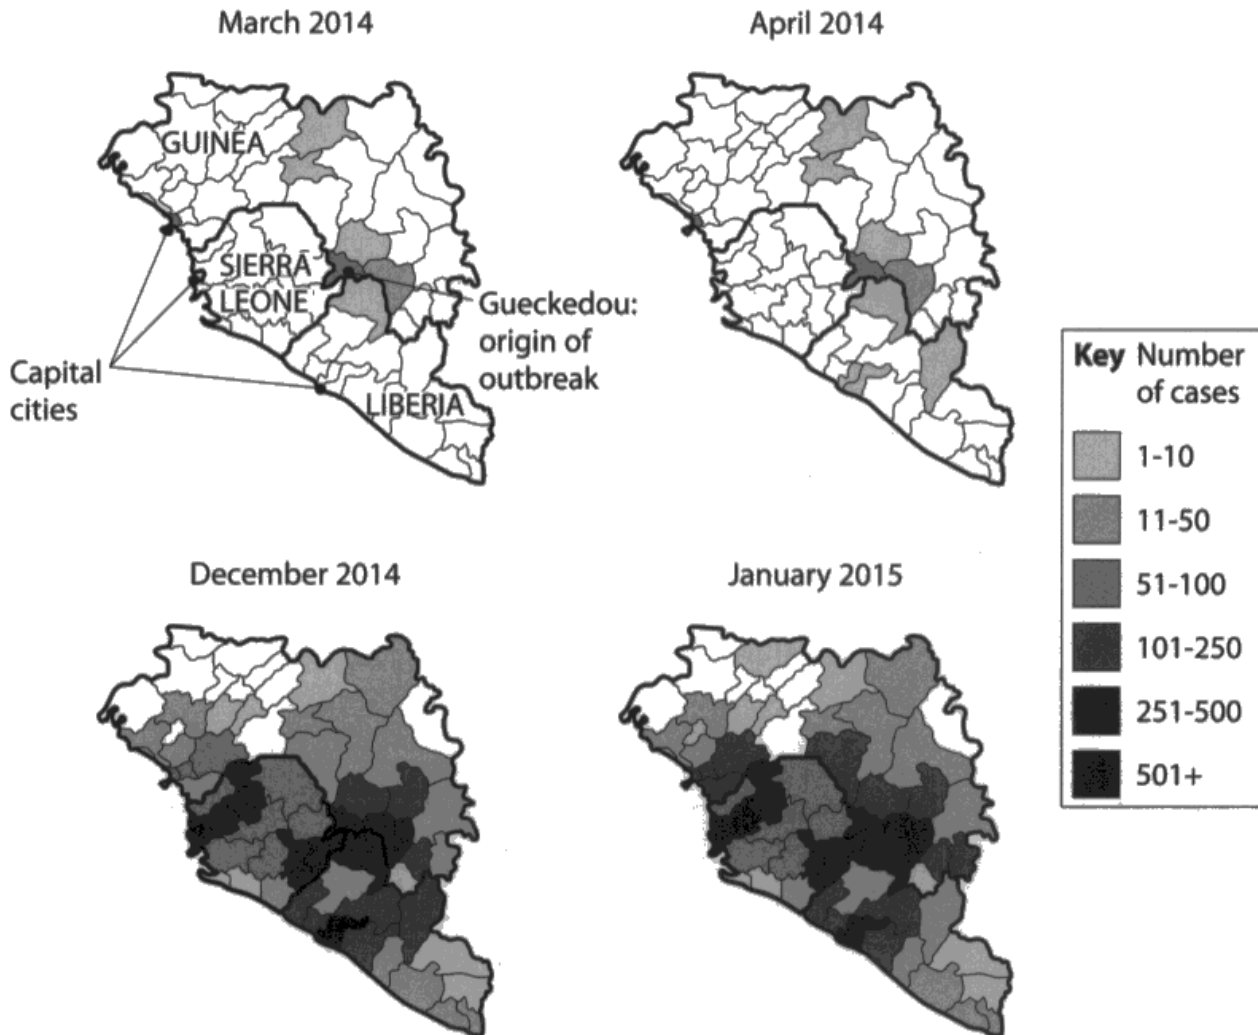 March 2014
April 2014
GUINEA
SIERRA
LEONE
Gueckedou:
origin of
outbreak
Capital
cities
LIBERIA
Key Number
of cases
1-10
11-50
51-100
101-250
251-500
501+
December 2014
January 2015